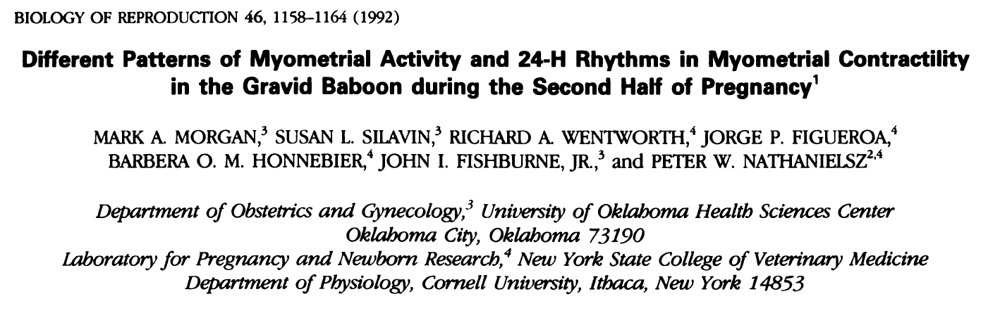 BIOLOGY OF REPRODUCTION 46, 1158–1164 (1992)
Different Patterns of Myometrial Activity and 24-H Rhythms in Myometrial Contractility
in the Gravid Baboon during the Second Half of Pregnancy¹
MARK A. MORGAN,³ SUSAN L. SILAVIN,³ RICHARD A. WENTWORTH,⁴ JORGE P. FIGUEROA,⁴
BARBERA O. M. HONNEBIER,⁴ JOHN I. FISHBURNE, JR.,³ and PETER W. NATHANIELSZ²,⁴
Department of Obstetrics and Gynecology,³ University of Oklahoma Health Sciences Center
Oklahoma City, Oklahoma 73190
Laboratory for Pregnancy and Newborn Research,⁴ New York State College of Veterinary Medicine
Department of Physiology, Cornell University, Ithaca, New York 14853